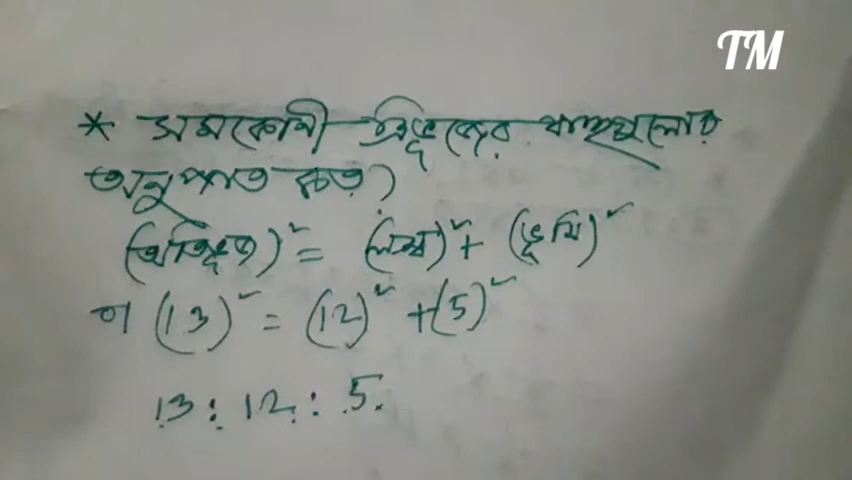 TM
* সমকোণী ত্রিভুজের বাহুগুলোর
অনুপাত কত?
(অতিভুজ)² = (লম্ব)² + (ভূমি)²
বা (13)² = (12)² + (5)²
13 : 12 : 5.